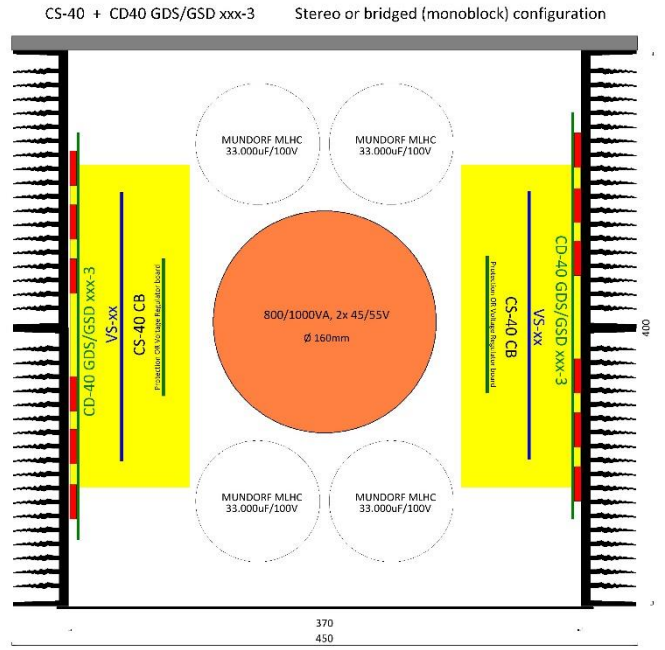 CS-40 + CD40 GDS/GSD xxx-3 Stereo or bridged (monoblock) configuration
MUNDORF MLHC
33.000uF/100V
MUNDORF MLHC
33.000uF/100V
CD-40 GDS/GSD xxx-3
VS-xx
CS-40 CB
Protection OR Voltage Regulator board
800/1000VA, 2x 45/55V
Ø 160mm
Protection OR Voltage Regulator board
CS-40 CB
VS-xx
CD-40 GDS/GSD xxx-3
400
MUNDORF MLHC
33.000uF/100V
MUNDORF MLHC
33.000uF/100V
370
450